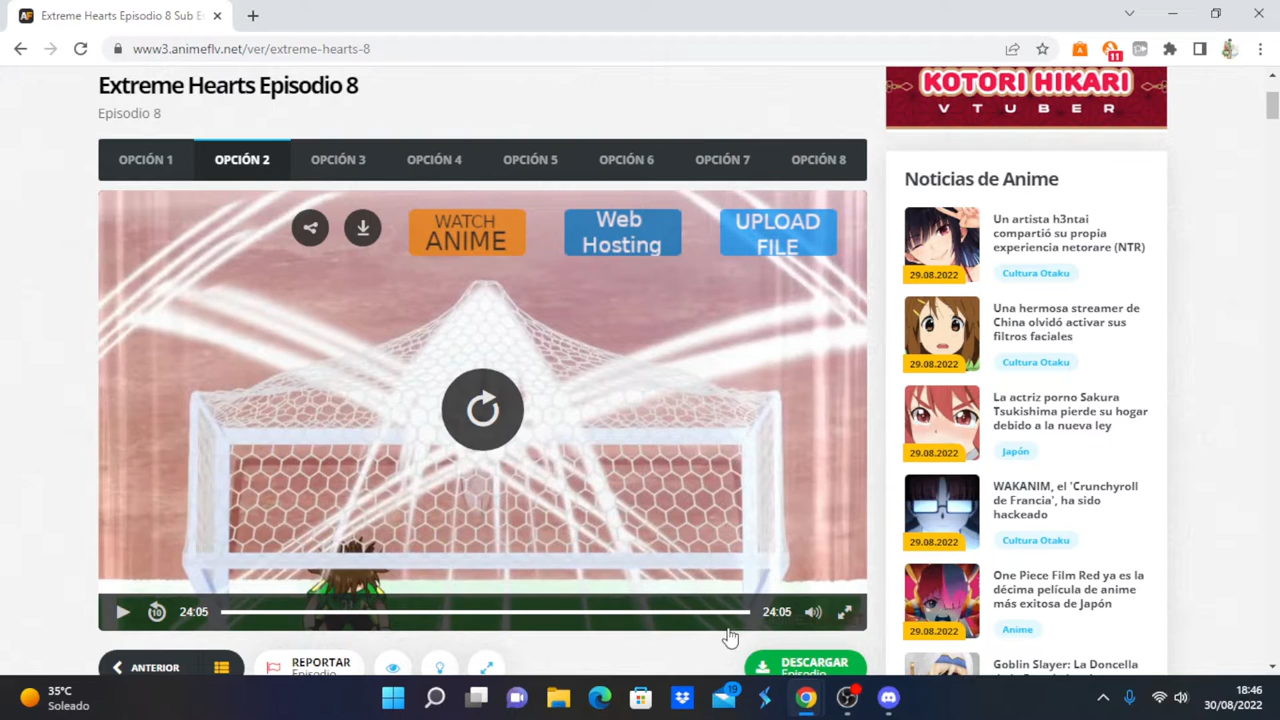 Extreme Hearts Episodio 8 Sub E
www3.animeflv.net/ver/extreme-hearts-8
11
Extreme Hearts Episodio 8
Episodio 8
OPCIÓN 1
OPCIÓN 2
OPCIÓN 3
OPCIÓN 4
OPCIÓN 5
OPCIÓN 6
OPCIÓN 7
OPCIÓN 8
WATCH
ANIME
Web
Hosting
UPLOAD
FILE
10
24:05
24:05
ANTERIOR
REPORTAR
Episodio
DESCARGAR
Episodio
KOTORI HIKARI
VTUBER
Noticias de Anime
Un artista h3ntai
compartió su propia
experiencia netorare (NTR)
29.08.2022
Cultura Otaku
Una hermosa streamer de
China olvidó activar sus
filtros faciales
29.08.2022
Cultura Otaku
La actriz porno Sakura
Tsukishima pierde su hogar
debido a la nueva ley
29.08.2022
Japón
WAKANIM, el 'Crunchyroll
de Francia', ha sido
hackeado
29.08.2022
Cultura Otaku
One Piece Film Red ya es la
décima película de anime
más exitosa de Japón
29.08.2022
Anime
Goblin Slayer: La Doncella
35°C
Soleado
19
18:46
30/08/2022